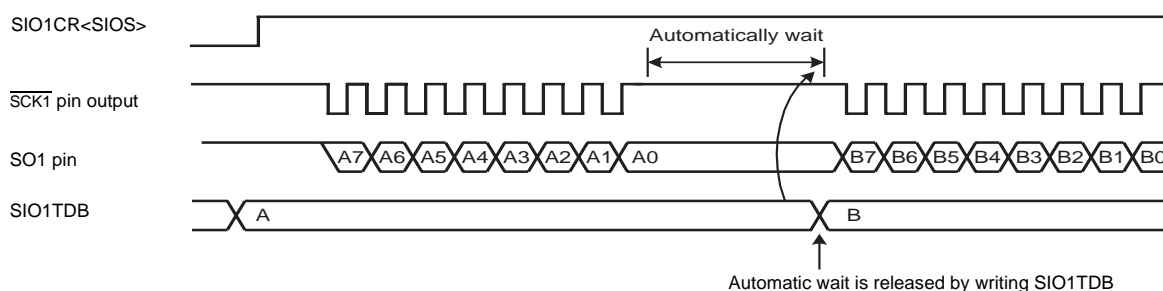 SIO1CR<SIOS>
Automatically wait
SCK1 pin output
SO1 pin
A7 A6 A5 A4 A3 A2 A1 A0 B7 B6 B5 B4 B3 B2 B1 B0
SIO1TDB
A B
Automatic wait is released by writing SIO1TDB